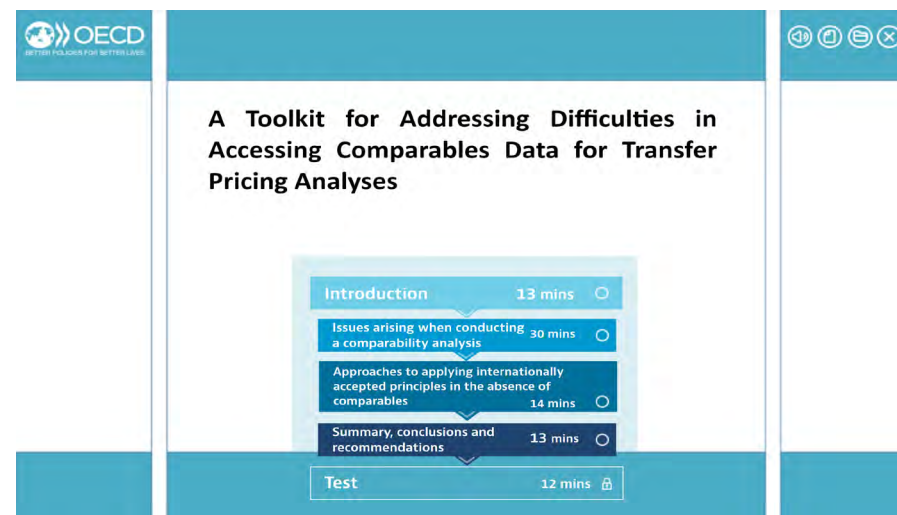 OECD
BETTER POLICIES FOR BETTER LIVES
A Toolkit for Addressing Difficulties in
Accessing Comparables Data for Transfer
Pricing Analyses
Introduction 13 mins
Issues arising when conducting
a comparability analysis 30 mins
Approaches to applying internationally
accepted principles in the absence of
comparables 14 mins
Summary, conclusions and
recommendations 13 mins
Test 12 mins